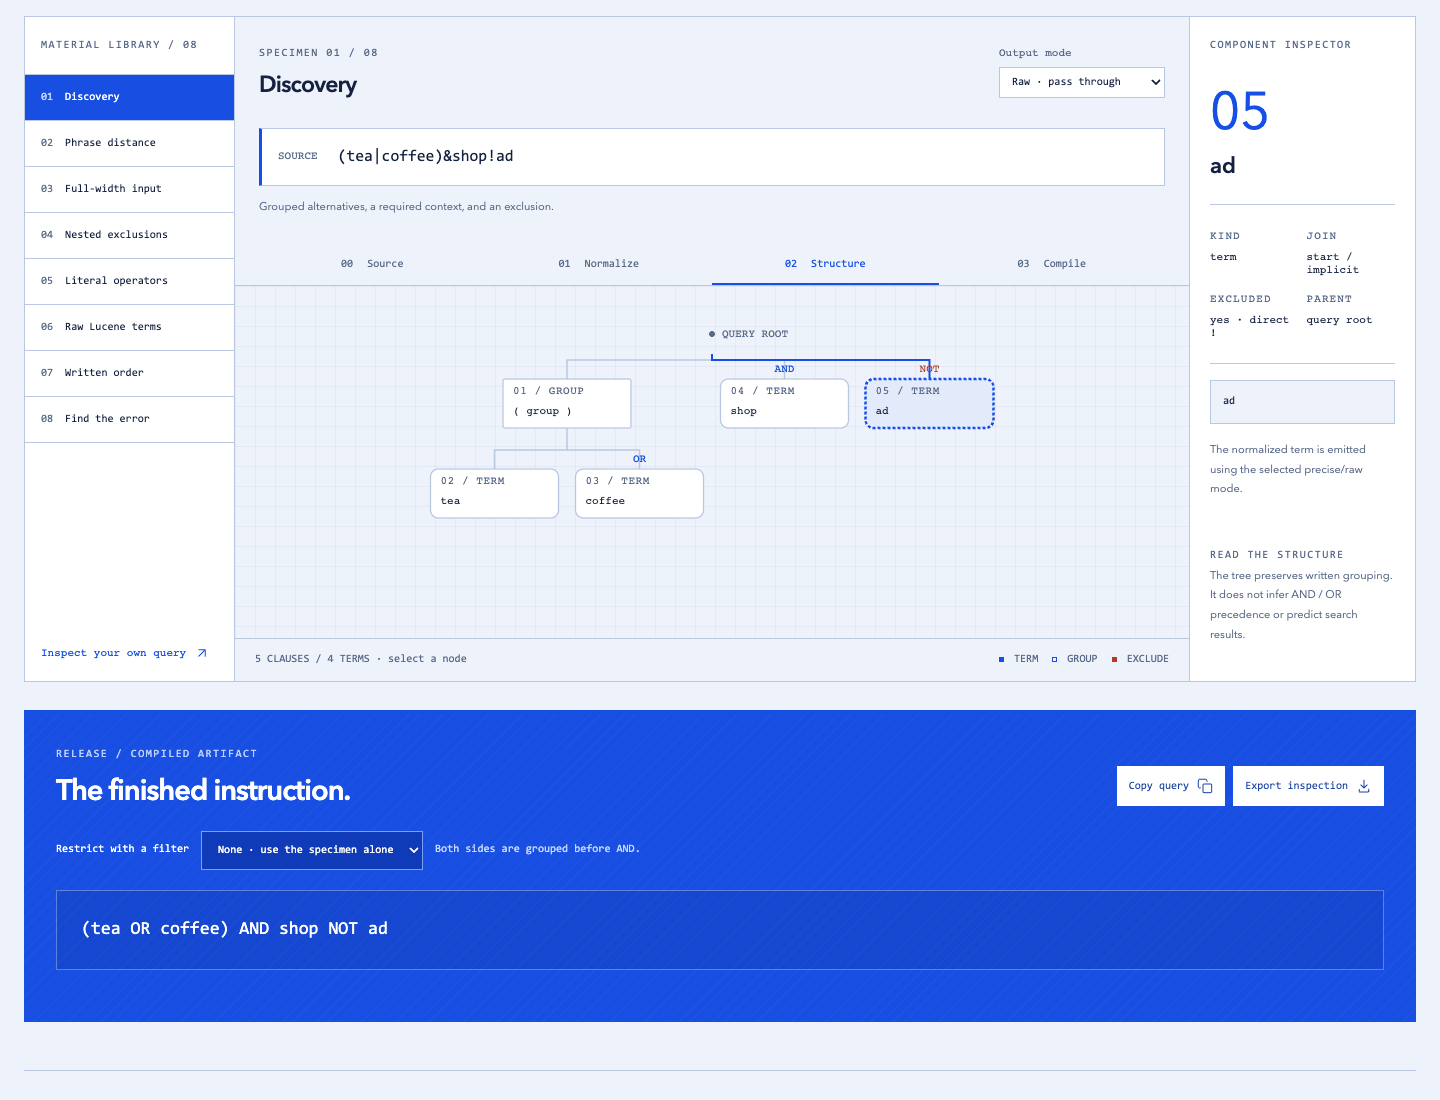 MATERIAL LIBRARY / 08
01 Discovery
02 Phrase distance
03 Full-width input
04 Nested exclusions
05 Literal operators
06 Raw Lucene terms
07 Written order
08 Find the error
Inspect your own query
SPECIMEN 01 / 08
Discovery
Output mode
Raw · pass through
SOURCE (tea|coffee)&shop!ad
Grouped alternatives, a required context, and an exclusion.
00 Source
01 Normalize
02 Structure
03 Compile
QUERY ROOT
AND
NOT
01 / GROUP
( group )
04 / TERM
shop
05 / TERM
ad
OR
02 / TERM
tea
03 / TERM
coffee
5 CLAUSES / 4 TERMS · select a node
TERM
GROUP
EXCLUDE
COMPONENT INSPECTOR
05
ad
KIND
term
JOIN
start /
implicit
EXCLUDED
yes · direct
!
PARENT
query root
ad
The normalized term is emitted
using the selected precise/raw
mode.
READ THE STRUCTURE
The tree preserves written grouping.
It does not infer AND / OR
precedence or predict search
results.
RELEASE / COMPILED ARTIFACT
The finished instruction.
Copy query
Export inspection
Restrict with a filter
None · use the specimen alone
Both sides are grouped before AND.
(tea OR coffee) AND shop NOT ad